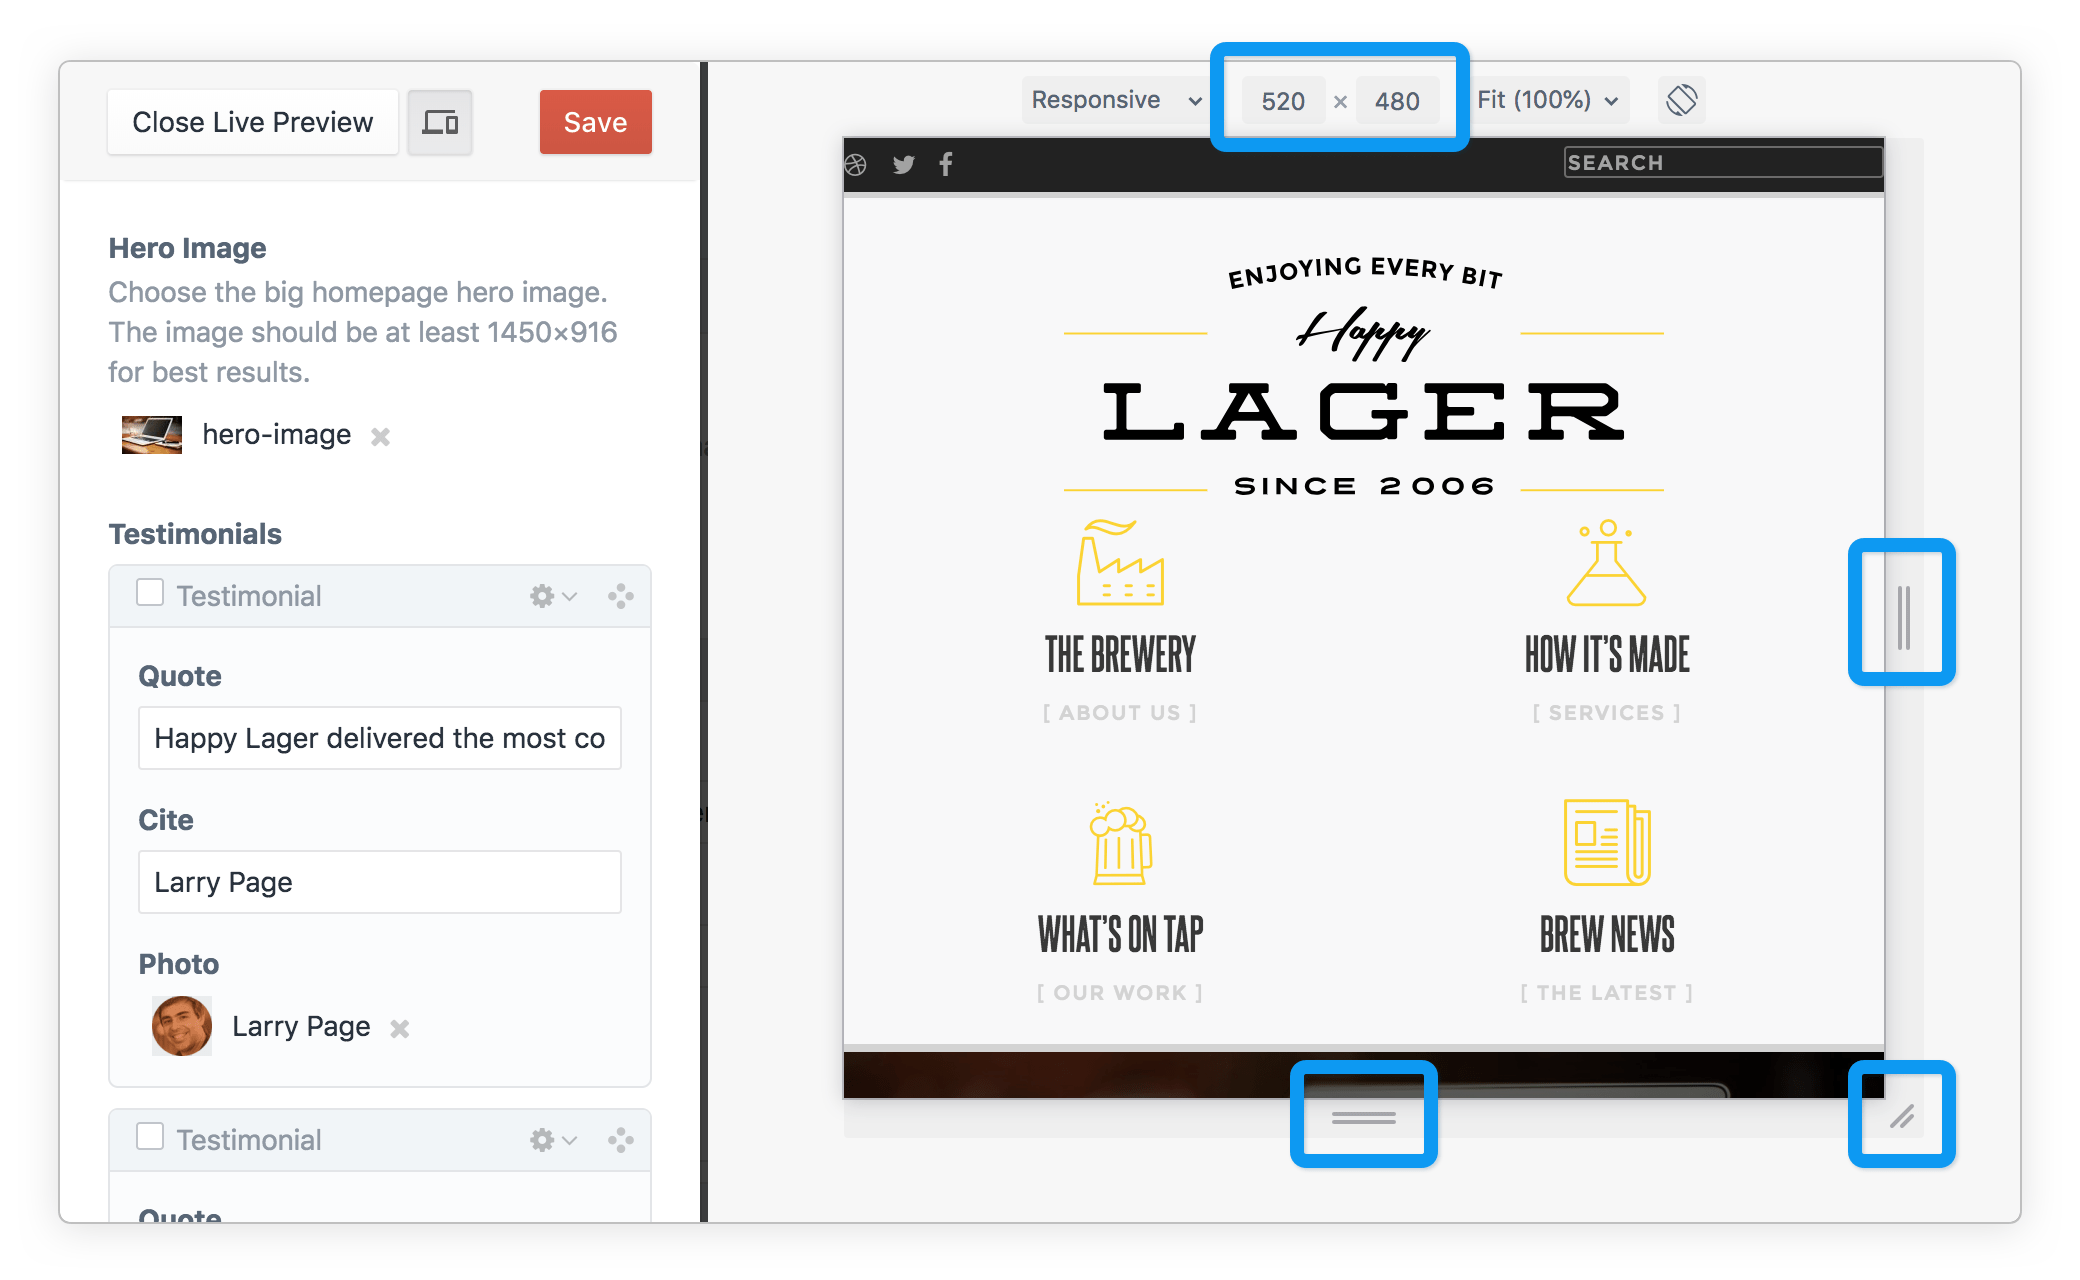 Close Live Preview
Save
Hero Image
Choose the big homepage hero image.
The image should be at least 1450×916
for best results.
hero-image
Testimonials
Testimonial
Quote
Happy Lager delivered the most co
Cite
Larry Page
Photo
Larry Page
Testimonial
Quote
Responsive 520 × 480 Fit (100%)
SEARCH
ENJOYING EVERY BIT
Happy
LAGER
SINCE 2006
THE BREWERY
[ ABOUT US ]
HOW IT'S MADE
[ SERVICES ]
WHAT'S ON TAP
[ OUR WORK ]
BREW NEWS
[ THE LATEST ]